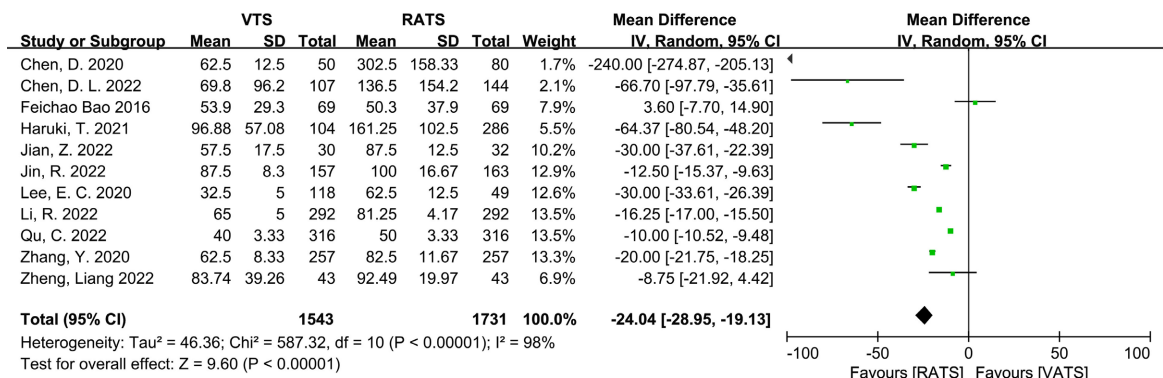 VTS RATS Mean Difference Mean Difference
Study or Subgroup Mean SD Total Mean SD Total Weight IV, Random, 95% CI IV, Random, 95% CI
Chen, D. 2020 62.5 12.5 50 302.5 158.33 80 1.7% -240.00 [-274.87, -205.13]
Chen, D. L. 2022 69.8 96.2 107 136.5 154.2 144 2.1% -66.70 [-97.79, -35.61]
Feichao Bao 2016 53.9 29.3 69 50.3 37.9 69 7.9% 3.60 [-7.70, 14.90]
Haruki, T. 2021 96.88 57.08 104 161.25 102.5 286 5.5% -64.37 [-80.54, -48.20]
Jian, Z. 2022 57.5 17.5 30 87.5 12.5 32 10.2% -30.00 [-37.61, -22.39]
Jin, R. 2022 87.5 8.3 157 100 16.67 163 12.9% -12.50 [-15.37, -9.63]
Lee, E. C. 2020 32.5 5 118 62.5 12.5 49 12.6% -30.00 [-33.61, -26.39]
Li, R. 2022 65 5 292 81.25 4.17 292 13.5% -16.25 [-17.00, -15.50]
Qu, C. 2022 40 3.33 316 50 3.33 316 13.5% -10.00 [-10.52, -9.48]
Zhang, Y. 2020 62.5 8.33 257 82.5 11.67 257 13.3% -20.00 [-21.75, -18.25]
Zheng, Liang 2022 83.74 39.26 43 92.49 19.97 43 6.9% -8.75 [-21.92, 4.42]
Total (95% CI) 1543 1731 100.0% -24.04 [-28.95, -19.13]
Heterogeneity: Tau² = 46.36; Chi² = 587.32, df = 10 (P < 0.00001); I² = 98%
Test for overall effect: Z = 9.60 (P < 0.00001)
-100 -50 0 50 100
Favours [RATS] Favours [VATS]